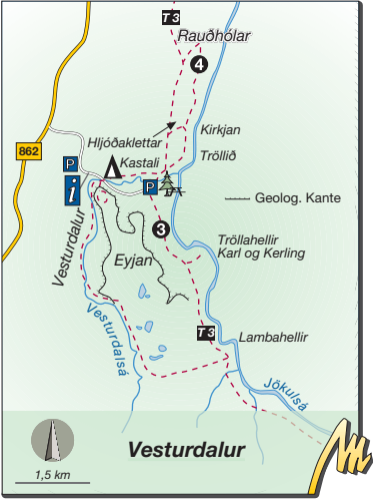 T3
Rauðhólar
4
Hljóðaklettar
Kirkjan
862
P
Kastali
Tröllið
i
P
Geolog. Kante
Vesturdalur
3
Eyjan
Tröllahellir
Karl og Kerling
Vesturdalsá
T3
Lambahellir
Jökulsá
Vesturdalur
1,5 km